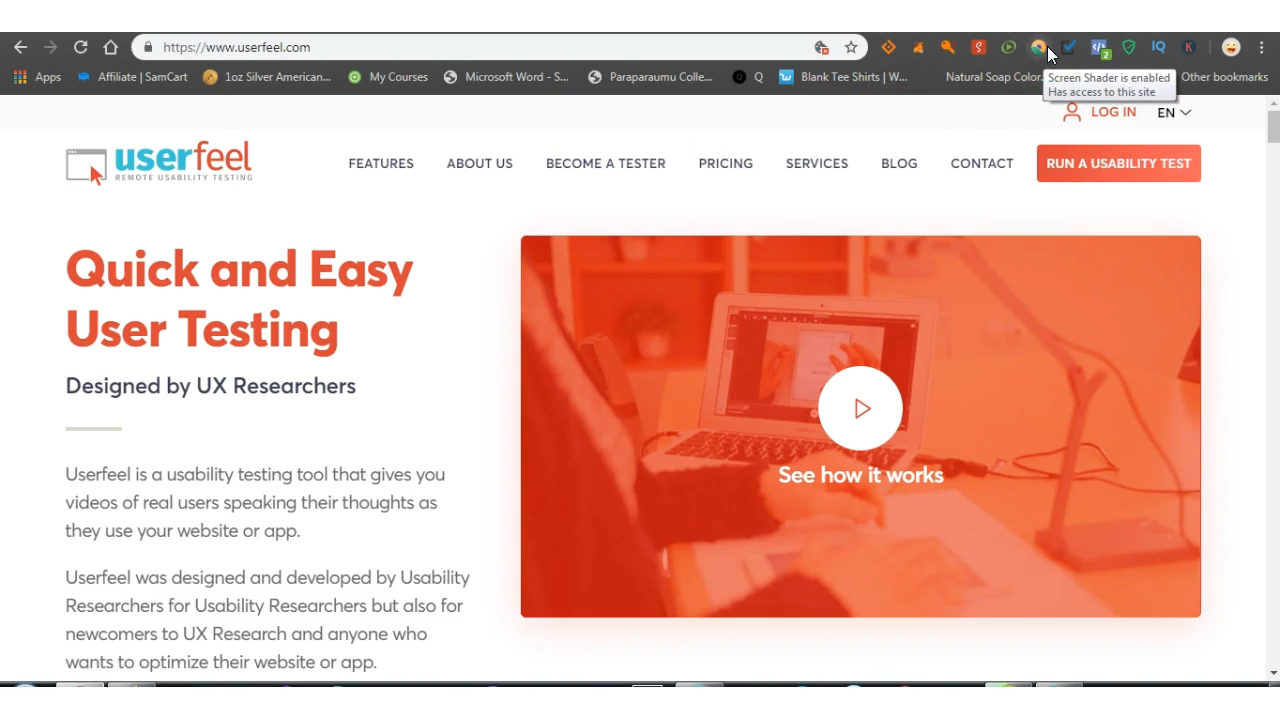 https://www.userfeel.com
Apps
Affiliate | SamCart
1oz Silver American...
My Courses
Microsoft Word - S...
Paraparaumu Colle...
Q
Blank Tee Shirts | W...
Natural Soap Color.
Other bookmarks
2
IQ
K
Screen Shader is enabled
Has access to this site
LOG IN
EN
userfeel
REMOTE USABILITY TESTING
FEATURES
ABOUT US
BECOME A TESTER
PRICING
SERVICES
BLOG
CONTACT
RUN A USABILITY TEST
Quick and Easy
User Testing
Designed by UX Researchers
Userfeel is a usability testing tool that gives you
videos of real users speaking their thoughts as
they use your website or app.
Userfeel was designed and developed by Usability
Researchers for Usability Researchers but also for
newcomers to UX Research and anyone who
wants to optimize their website or app.
See how it works